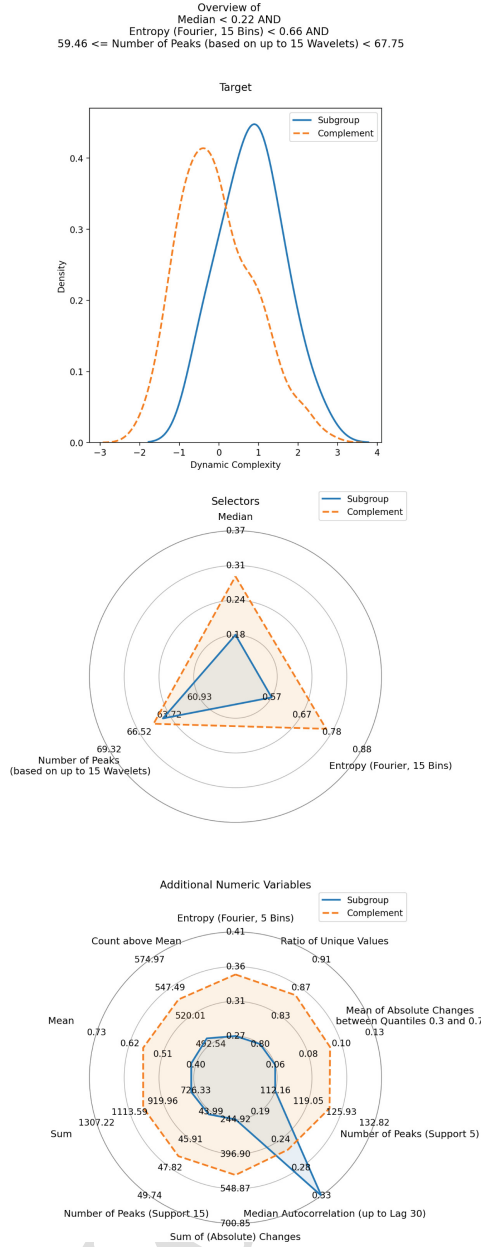 Overview of
Median < 0.22 AND
Entropy (Fourier, 15 Bins) < 0.66 AND
59.46 <= Number of Peaks (based on up to 15 Wavelets) < 67.75
Target
Subgroup
Complement
Density
0.4
0.3
0.2
0.1
0.0
−3 −2 −1 0 1 2 3 4
Dynamic Complexity
Selectors
Subgroup
Complement
Median
0.37
0.31
0.24
0.18
60.93
0.57
63.72
0.67
66.52
0.78
69.32
0.88
Number of Peaks
(based on up to 15 Wavelets)
Entropy (Fourier, 15 Bins)
Additional Numeric Variables
Subgroup
Complement
Entropy (Fourier, 5 Bins)
0.41
Count above Mean
Ratio of Unique Values
574.97
0.91
0.36
547.49
0.87
0.31
520.01
0.83
Mean of Absolute Changes
between Quantiles 0.3 and 0.7
Mean
0.73
0.13
0.62
0.10
0.27
492.54
0.80
0.51
0.08
0.40
0.06
726.33
112.16
919.96
119.05
1113.59
125.93
1307.22
132.82
43.99
0.19
244.92
Sum
Number of Peaks (Support 5)
45.91
0.24
396.90
47.82
0.28
548.87
49.74
0.33
Number of Peaks (Support 15)
Median Autocorrelation (up to Lag 30)
700.85
Sum of (Absolute) Changes